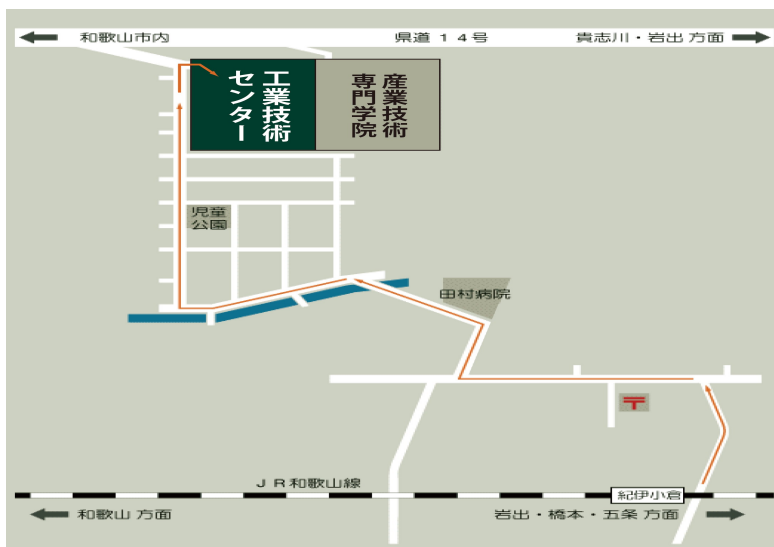 和歌山市内
県道14号
貴志川・岩出 方面
工業技術
センター
産業技術
専門学院
児童
公園
田村病院
〒
JR和歌山線
紀伊小倉
和歌山 方面
岩出・橋本・五条 方面